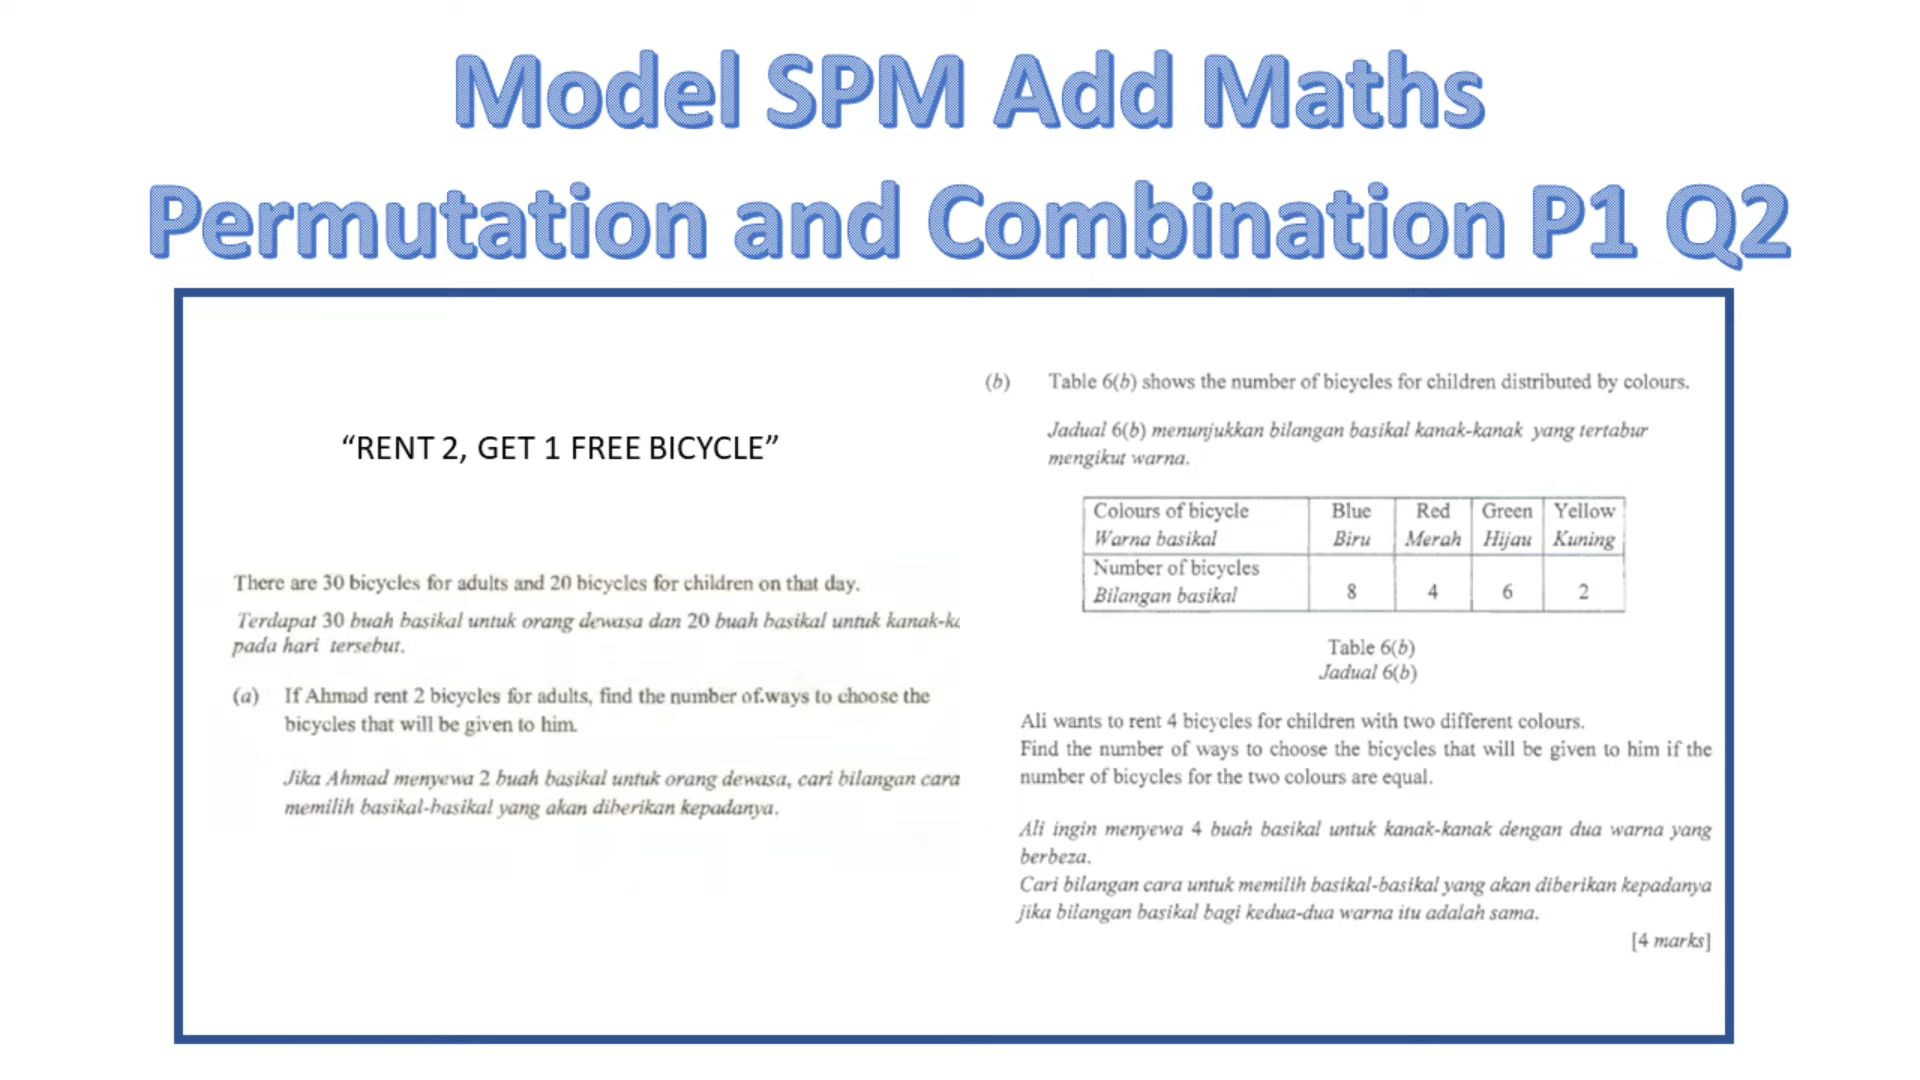 Model SPM Add Maths
Permutation and Combination P1 Q2
“RENT 2, GET 1 FREE BICYCLE”
There are 30 bicycles for adults and 20 bicycles for children on that day.
Terdapat 30 buah basikal untuk orang dewasa dan 20 buah basikal untuk kanak-ka
pada hari tersebut.
(a) If Ahmad rent 2 bicycles for adults, find the number of.ways to choose the
bicycles that will be given to him.
Jika Ahmad menyewa 2 buah basikal untuk orang dewasa, cari bilangan cara
memilih basikal-basikal yang akan diberikan kepadanya.
(b) Table 6(b) shows the number of bicycles for children distributed by colours.
Jadual 6(b) menunjukkan bilangan basikal kanak-kanak yang tertabur
mengikut warna.
Colours of bicycle Blue Red Green Yellow
Warna basikal Biru Merah Hijau Kuning
Number of bicycles
Bilangan basikal 8 4 6 2
Table 6(b)
Jadual 6(b)
Ali wants to rent 4 bicycles for children with two different colours.
Find the number of ways to choose the bicycles that will be given to him if the
number of bicycles for the two colours are equal.
Ali ingin menyewa 4 buah basikal untuk kanak-kanak dengan dua warna yang
berbeza.
Cari bilangan cara untuk memilih basikal-basikal yang akan diberikan kepadanya
jika bilangan basikal bagi kedua-dua warna itu adalah sama.
[4 marks]